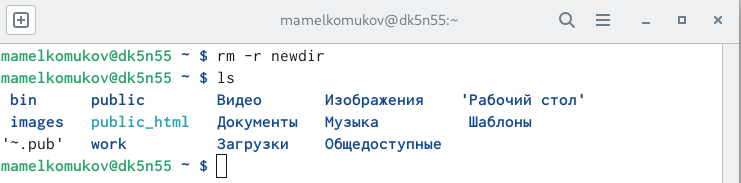 mamelkomukov@dk5n55:~
mamelkomukov@dk5n55 ~ $ rm -r newdir
mamelkomukov@dk5n55 ~ $ ls
bin public Видео Изображения 'Рабочий стол'
images public_html Документы Музыка Шаблоны
'~.pub' work Загрузки Общедоступные
mamelkomukov@dk5n55 ~ $